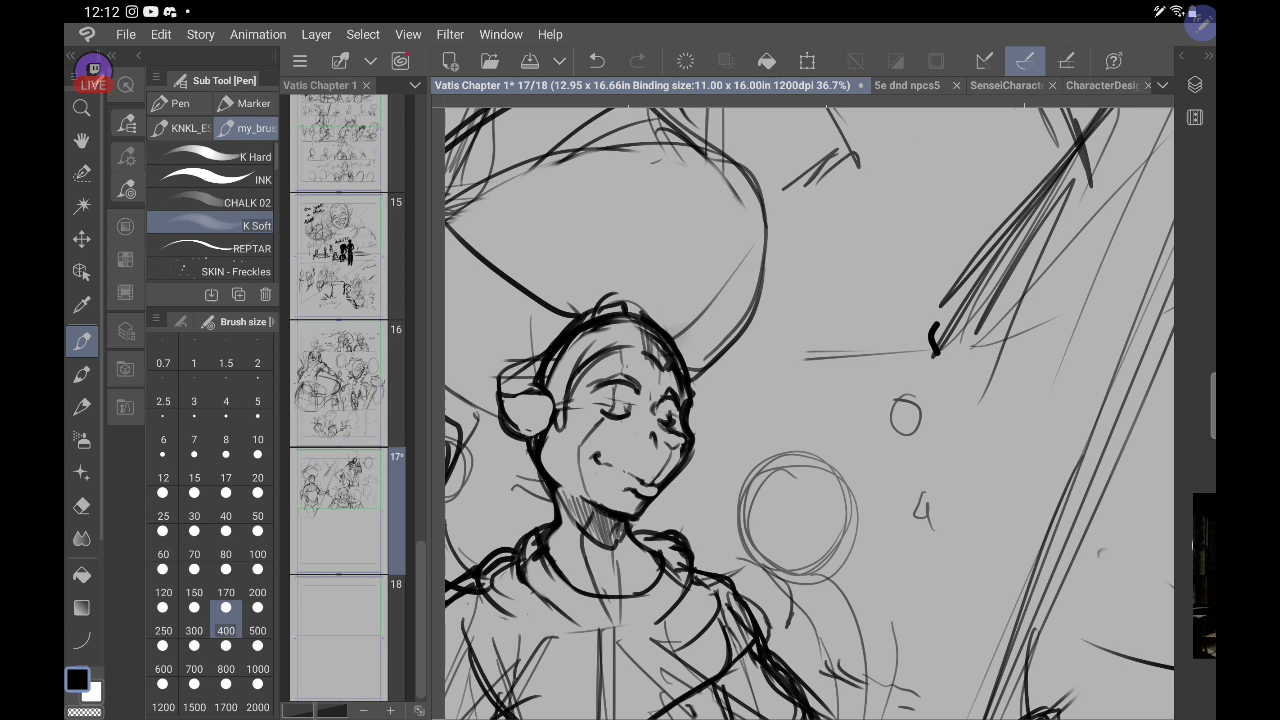 12:12
File Edit Story Animation Layer Select View Filter Window Help
LIVE
Sub Tool [Pen]
Pen
Marker
KNKL_ES
my_brus
K Hard
INK
CHALK 02
K Soft
REPTAR
SKIN - Freckles
Brush size [
0.7 1 1.5 2
2.5 3 4 5
6 7 8 10
12 15 17 20
25 30 40 50
60 70 80 100
120 150 170 200
250 300 400 500
600 700 800 1000
1200 1500 1700 2000
Vatis Chapter 1
15
16
17*
18
Vatis Chapter 1* 17/18 (12.95 x 16.66in Binding size:11.00 x 16.00in 1200dpi 36.7%)
5e dnd npcs5
SenselCharact
CharacterDesig
4